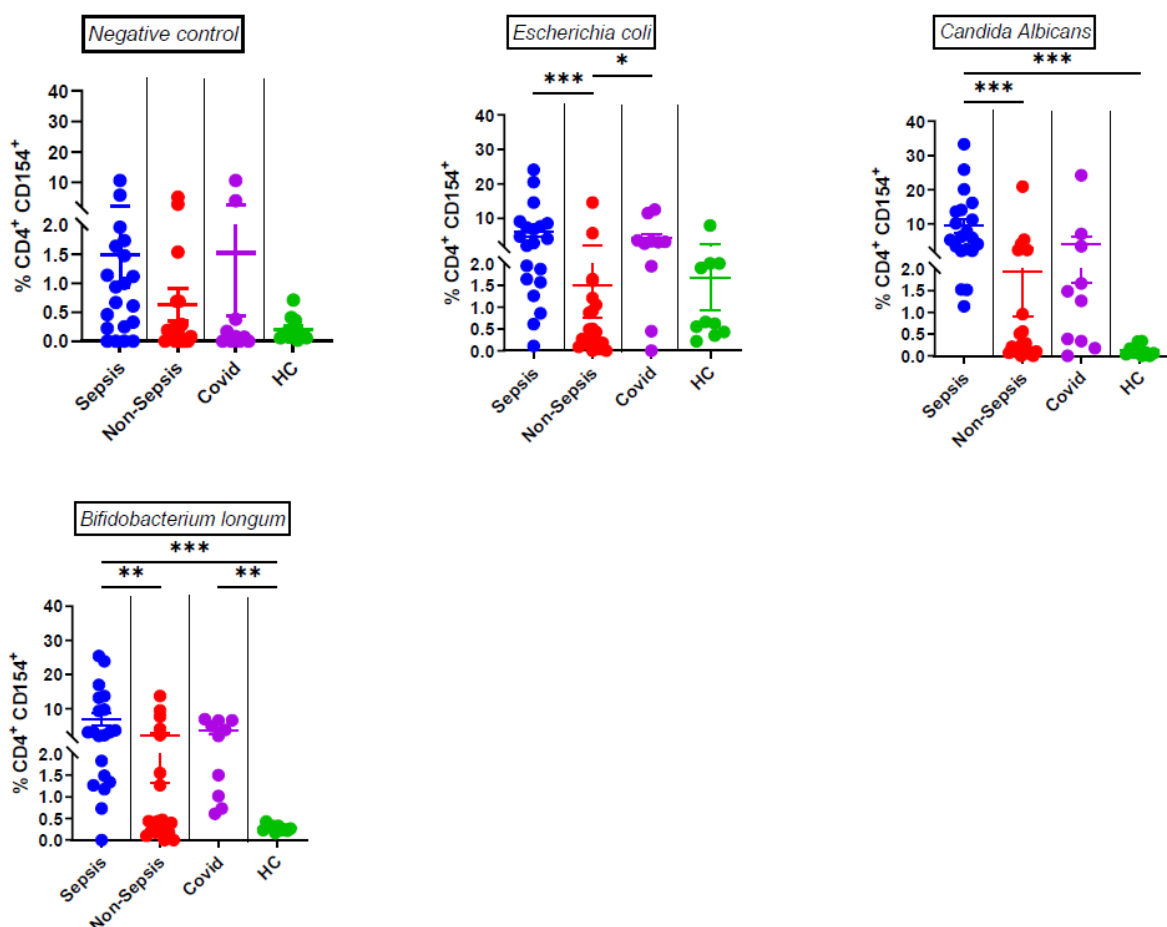 Negative control
% CD4+ CD154+
40
30
20
10
2.0
1.5
1.0
0.5
0.0
Sepsis
Non-Sepsis
Covid
HC
Escherichia coli
*** *
% CD4+ CD154+
40
30
20
10
2.0
1.5
1.0
0.5
0.0
Sepsis
Non-Sepsis
Covid
HC
Candida Albicans
***
***
% CD4+ CD154+
40
30
20
10
2.0
1.5
1.0
0.5
0.0
Sepsis
Non-Sepsis
Covid
HC
Bifidobacterium longum
***
** **
% CD4+ CD154+
40
30
20
10
2.0
1.5
1.0
0.5
0.0
Sepsis
Non-Sepsis
Covid
HC